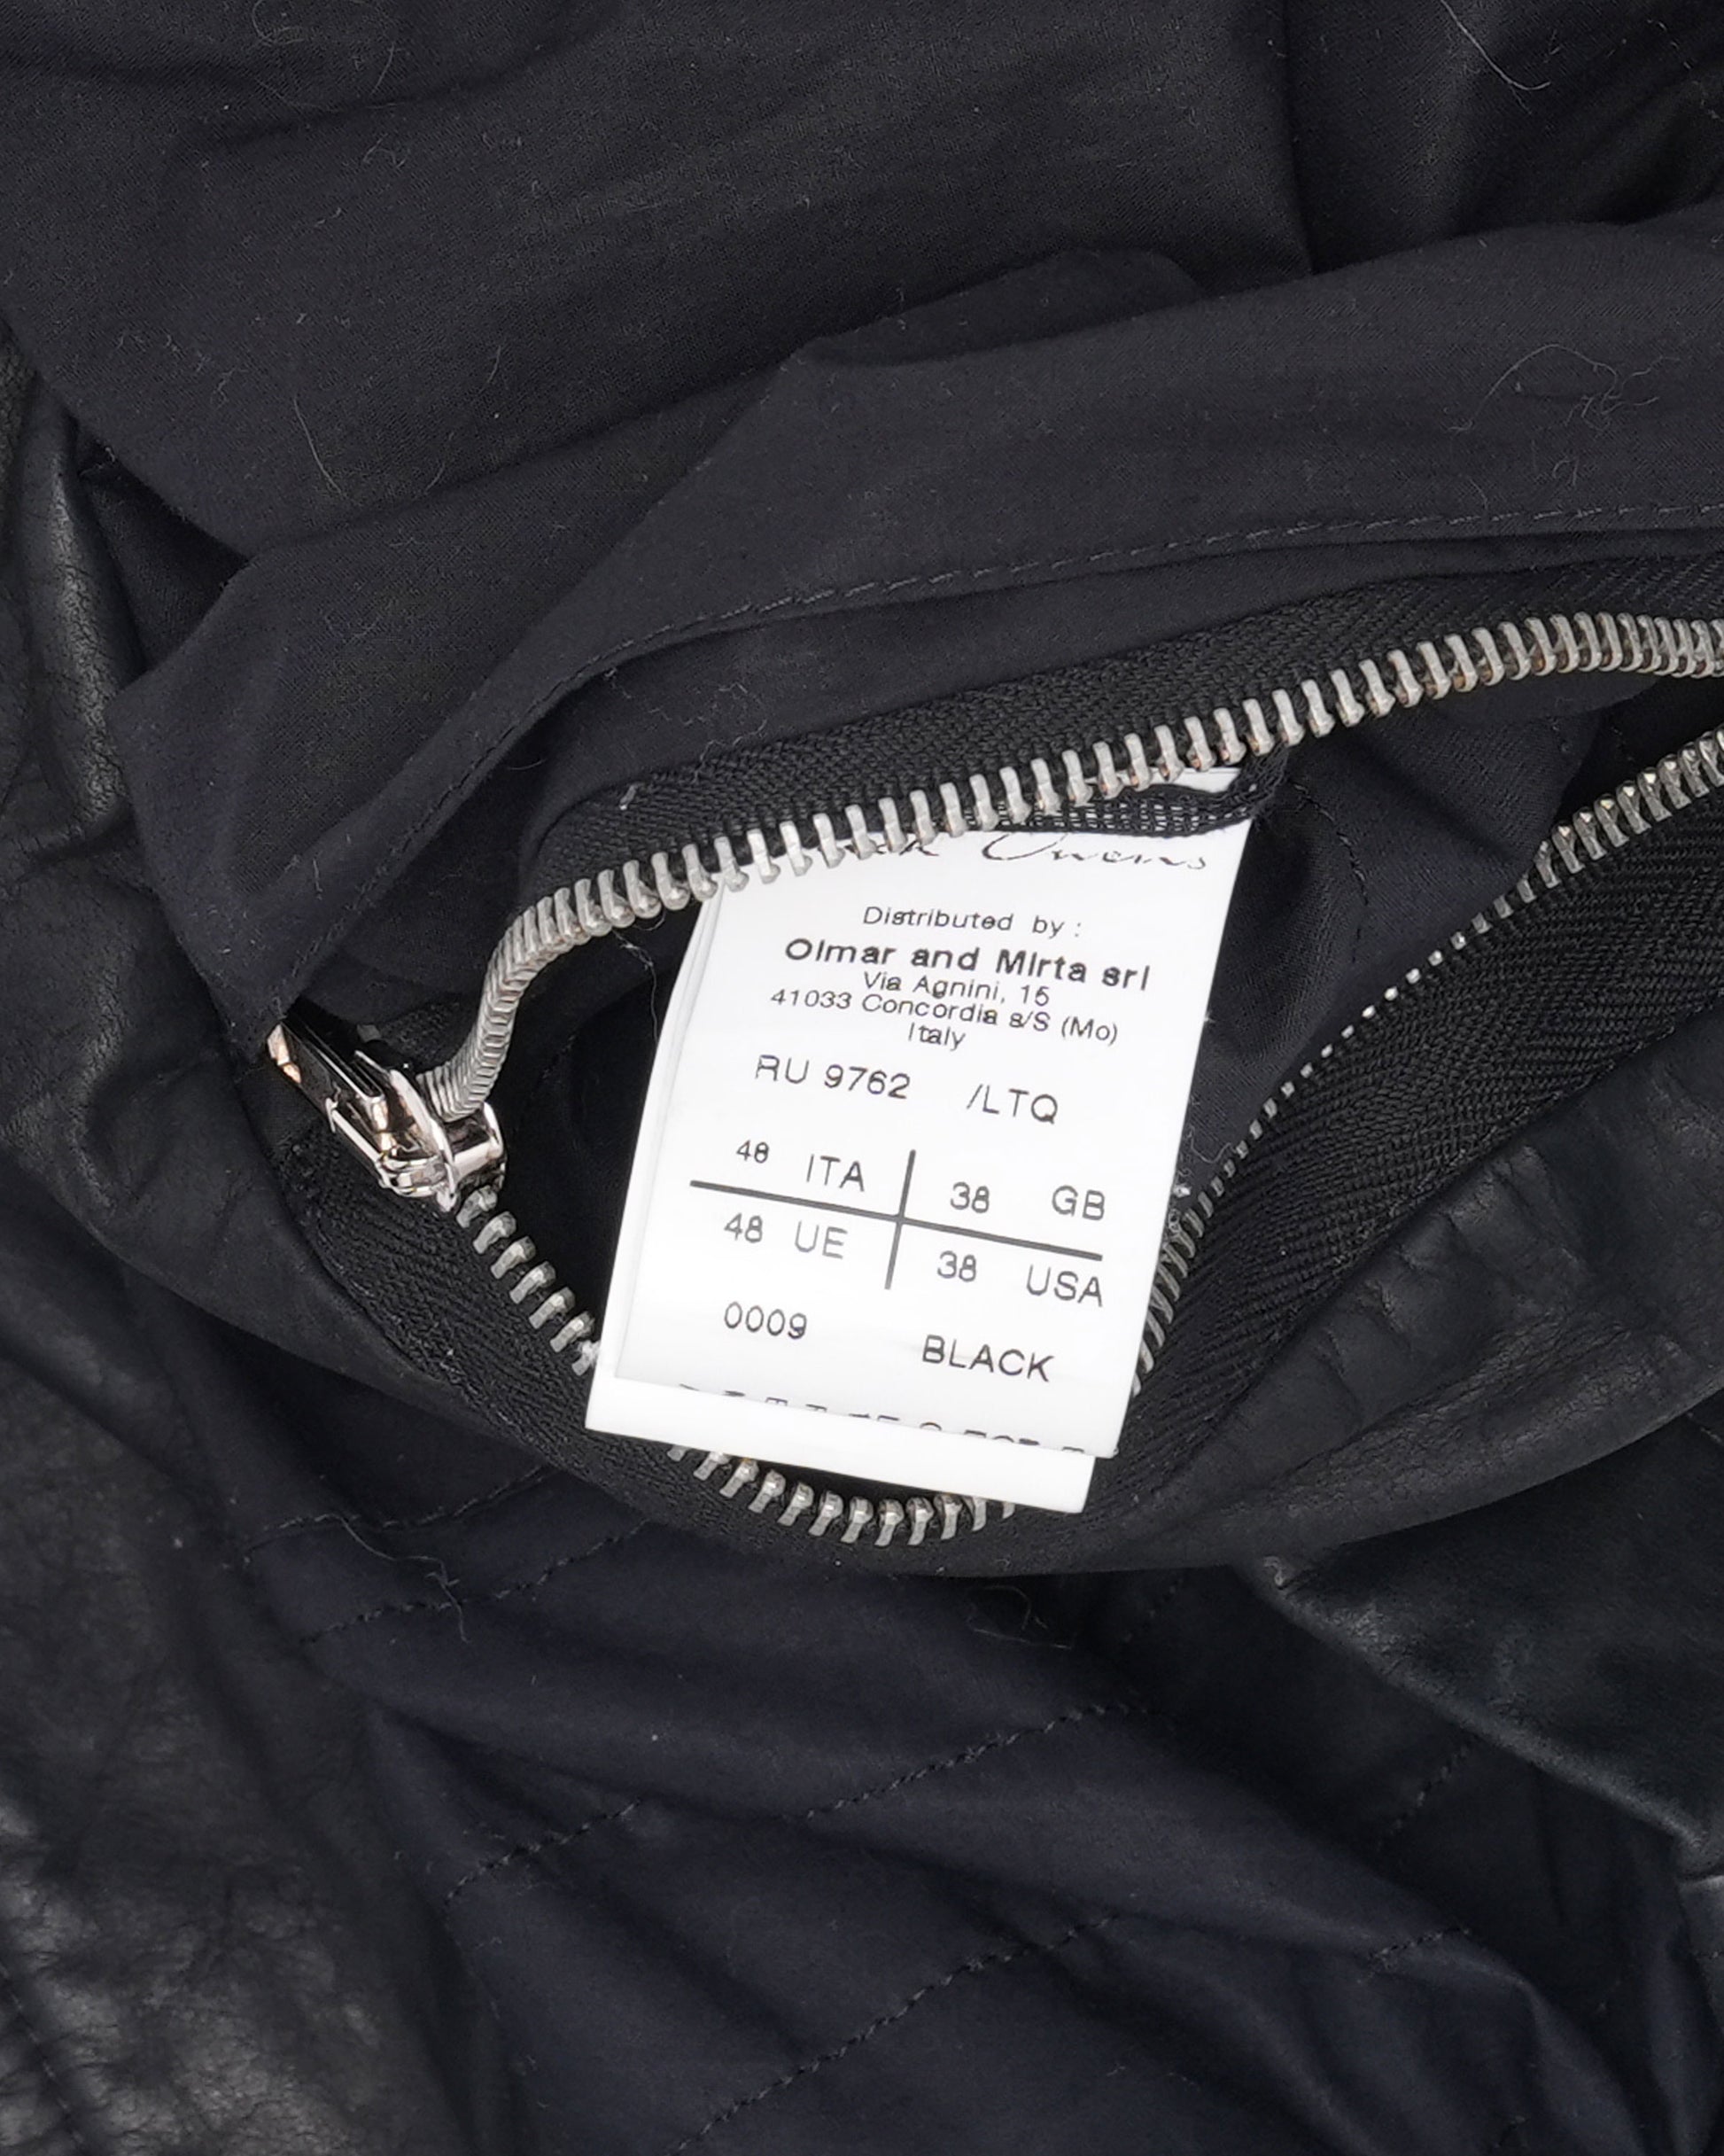 Owens
Distributed by :
Olmar and Mirta srl
Via Agnini, 15
41033 Concordia s/S (Mo)
Italy
RU 9762 /LTQ
48 ITA 38 GB
48 UE 38 USA
0009 BLACK